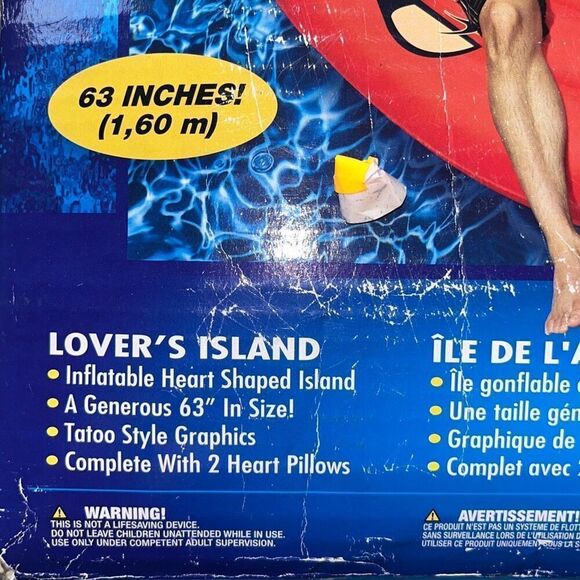 63 INCHES!
(1,60 m)
LOVER'S ISLAND
• Inflatable Heart Shaped Island
• A Generous 63" In Size!
• Tatoo Style Graphics
• Complete With 2 Heart Pillows
WARNING!
THIS IS NOT A LIFESAVING DEVICE.
DO NOT LEAVE CHILDREN UNATTENDED WHILE IN USE.
USE ONLY UNDER COMPETENT ADULT SUPERVISION.
ÎLE DE L'A
• Île gonflable
• Une taille gén
• Graphique de
• Complet avec
AVERTISSEMENT!
CE PRODUIT N'EST PAS UN SYSTEME DE FLOTT
SANS SURVEILLANCE LORS DE L'UTILISATION D
UTILISER CE PRODUIT UNIQUEMENT SOUS LA S